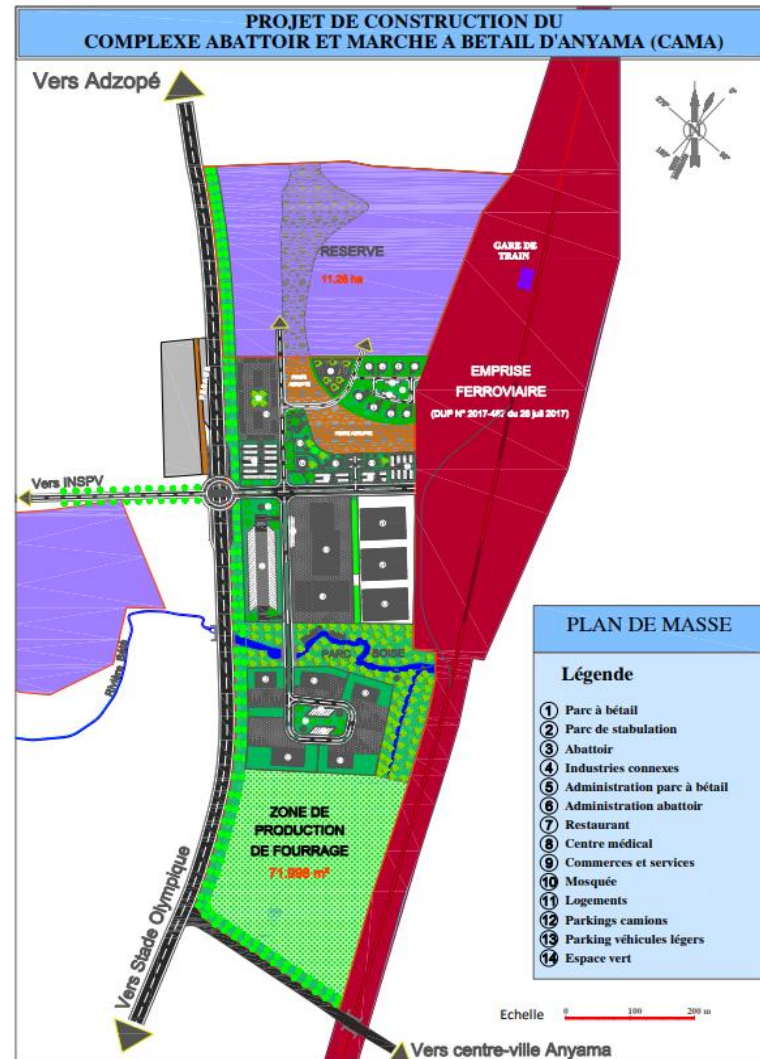 PROJET DE CONSTRUCTION DU
COMPLEXE ABATTOIR ET MARCHE A BETAIL D'ANYAMA (CAMA)
Vers Adzopé
N
RESERVE
11,26 ha
GARE DE
TRAIN
EMPRISE
FERROVIAIRE
Vers INSPV
PARC BOISE
ZONE DE
PRODUCTION
DE FOURRAGE
71,996 m²
Vers Stade Olympique
Vers centre-ville Anyama
PLAN DE MASSE
Légende
1 Parc à bétail
2 Parc de stabulation
3 Abattoir
4 Industries connexes
5 Administration parc à bétail
6 Administration abattoir
7 Restaurant
8 Centre médical
9 Commerces et services
10 Mosquée
11 Logements
12 Parkings camions
13 Parking véhicules légers
14 Espace vert
Echelle 0 100 200 m